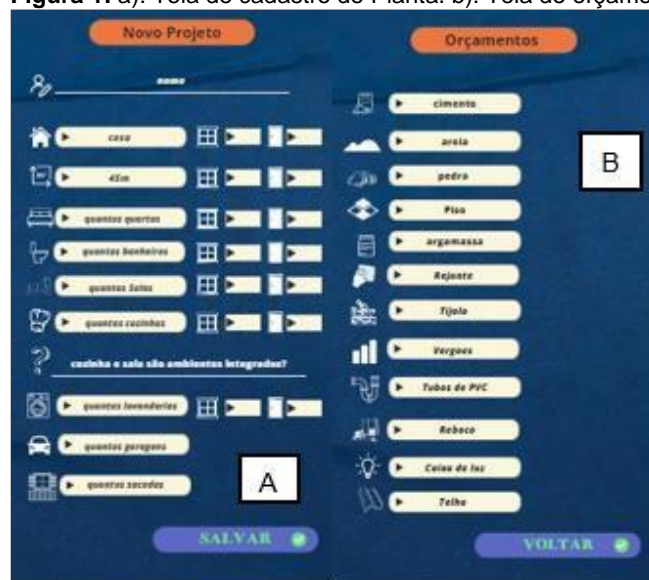 Figura 1. a). Tela de cadastro de Planta. b). Tela de orçame
Novo Projeto
nome
casa
45m
quantos quartos
quantos banheiros
quantas Salas
quantas cozinhas
cozinha e sala são ambientes integrados?
quantas lavanderias
quantas garagens
quantas sacadas
A
SALVAR
Orçamentos
cimento
areia
pedra
Piso
argamassa
Rejunte
Tijolo
Vergoes
Tubos de PVC
Reboco
Caixa de luz
Telha
B
VOLTAR